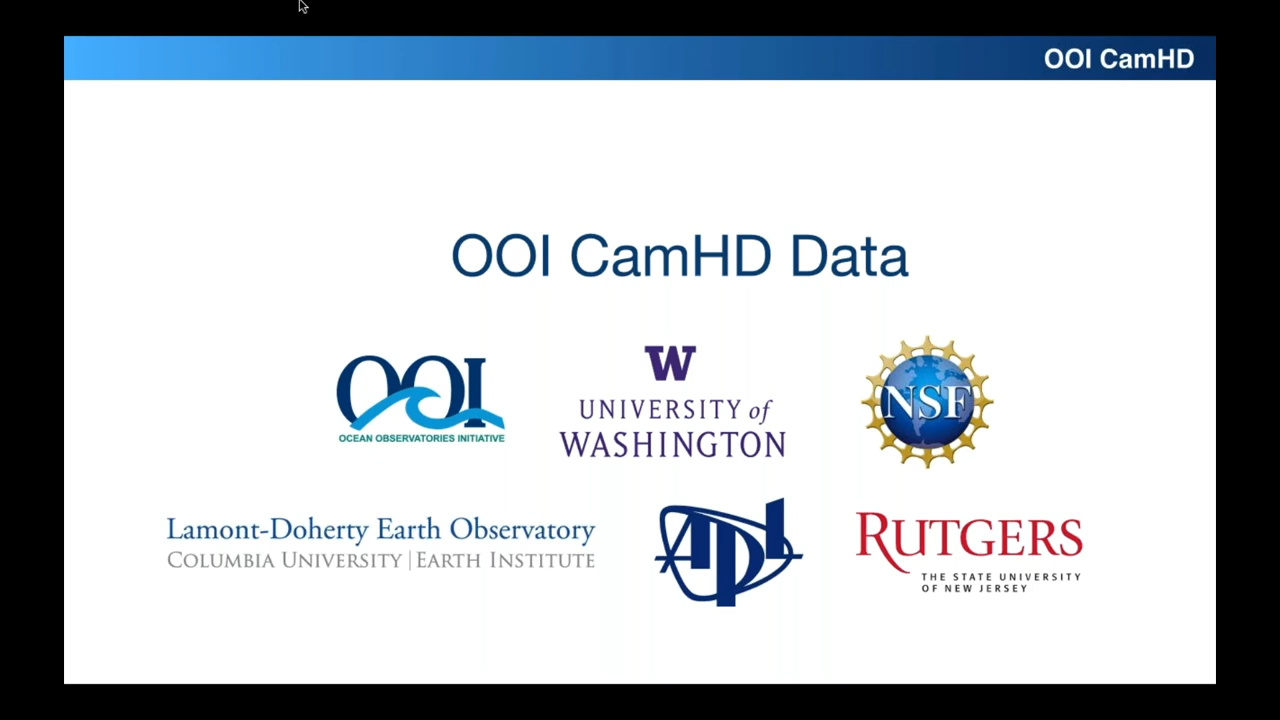 OOI CamHD
OOI CamHD Data
OOI
OCEAN OBSERVATORIES INITIATIVE
W
UNIVERSITY of
WASHINGTON
NSF
Lamont-Doherty Earth Observatory
COLUMBIA UNIVERSITY | EARTH INSTITUTE
APL
RUTGERS
THE STATE UNIVERSITY
OF NEW JERSEY